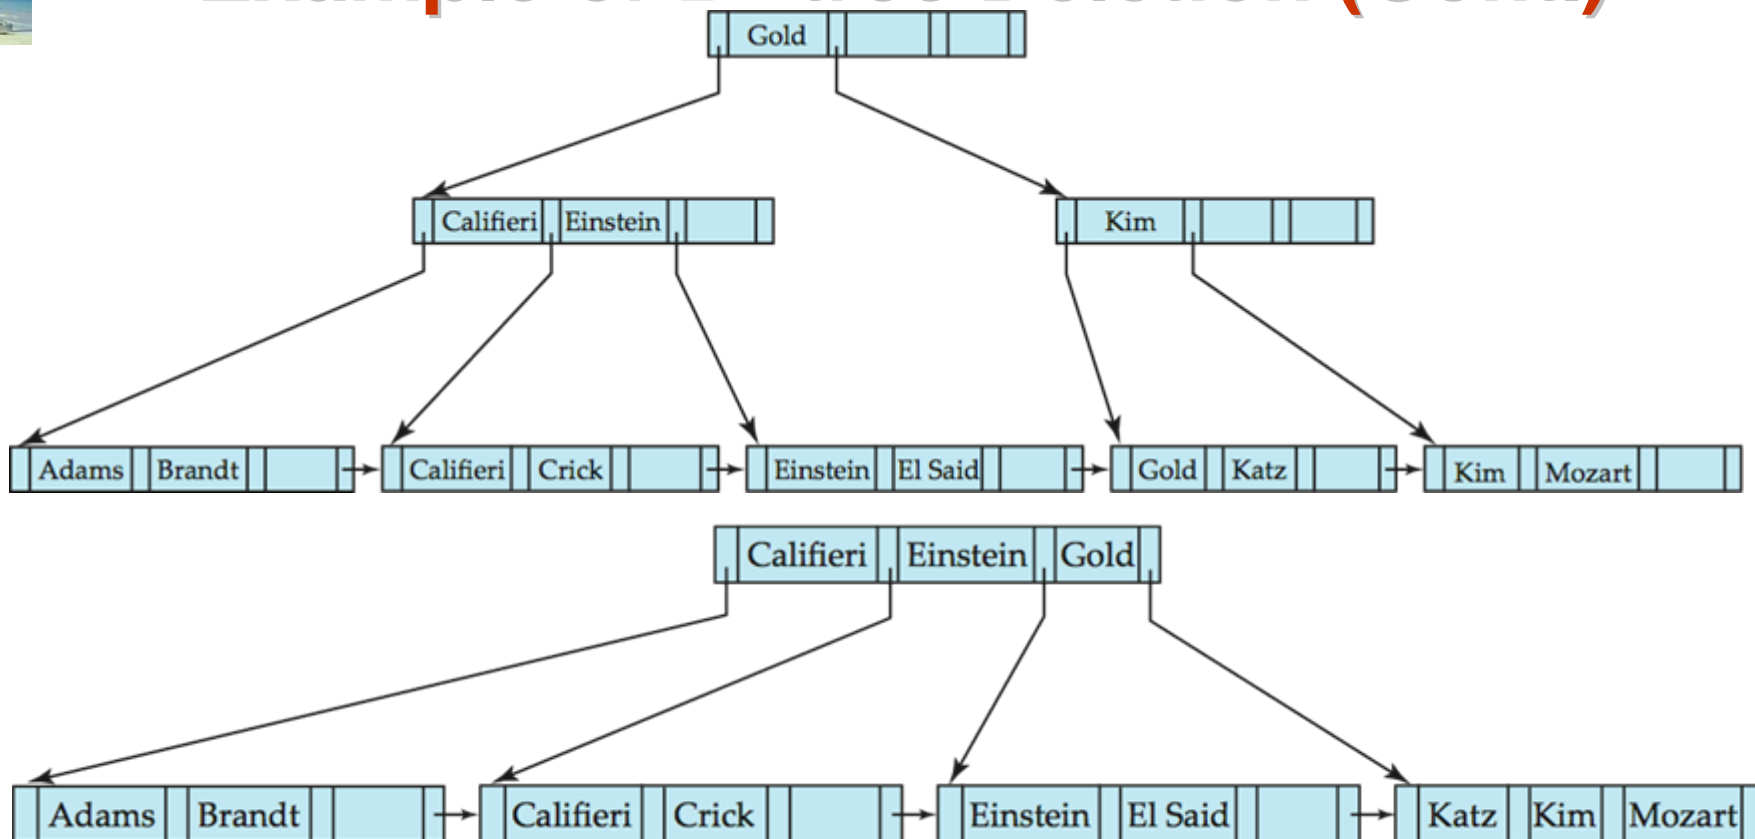 Gold
Califieri Einstein
Kim
Adams Brandt Califieri Crick Einstein El Said Gold Katz Kim Mozart
Califieri Einstein Gold
Adams Brandt Califieri Crick Einstein El Said Katz Kim Mozart